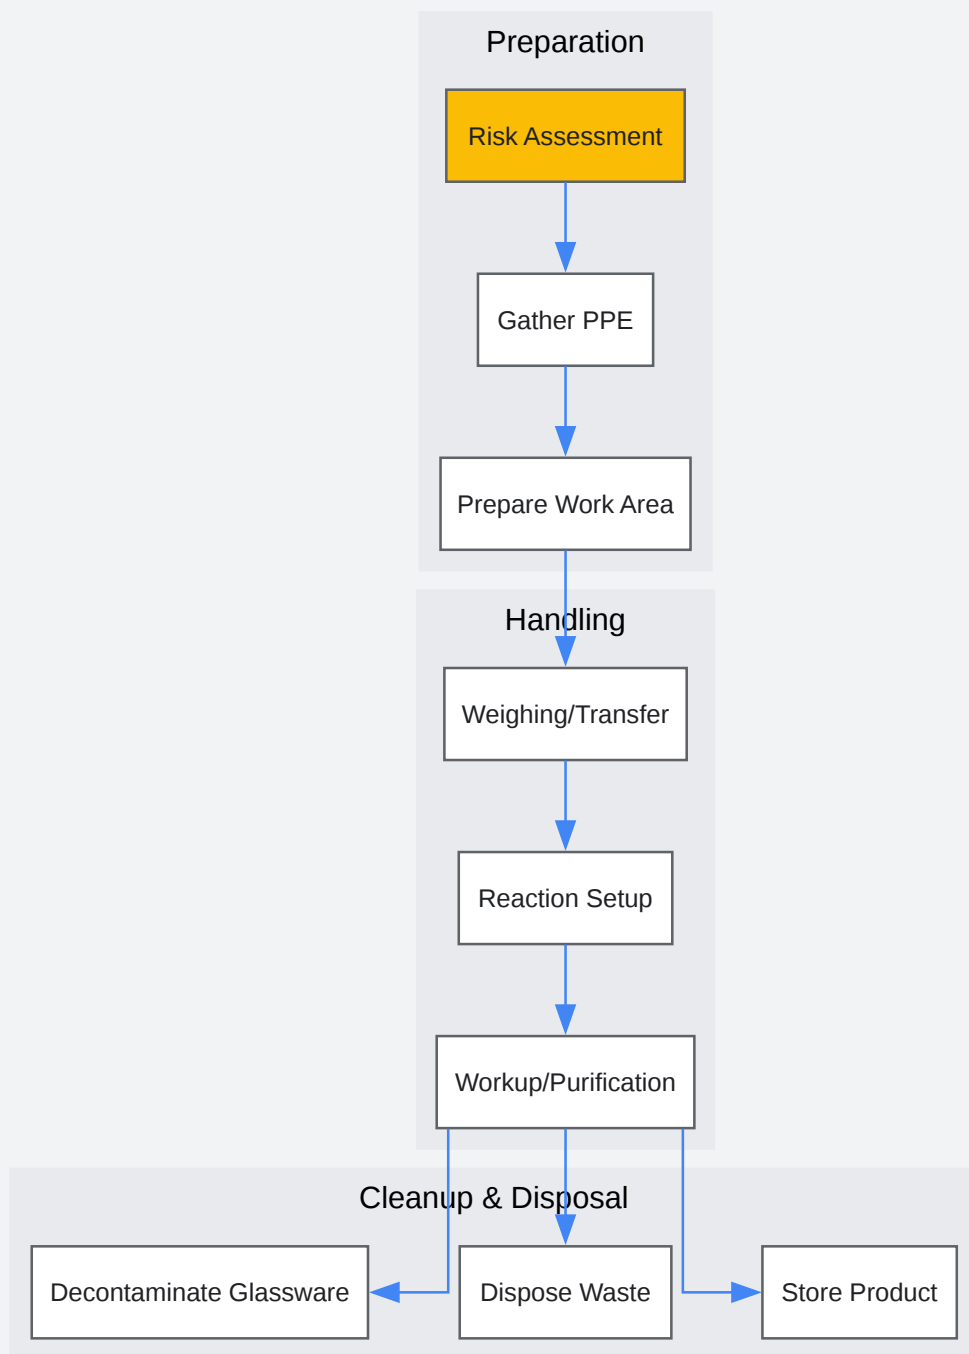 Preparation
Risk Assessment
Gather PPE
Prepare Work Area
Handling
Weighing/Transfer
Reaction Setup
Workup/Purification
Cleanup & Disposal
Decontaminate Glassware
Dispose Waste
Store Product